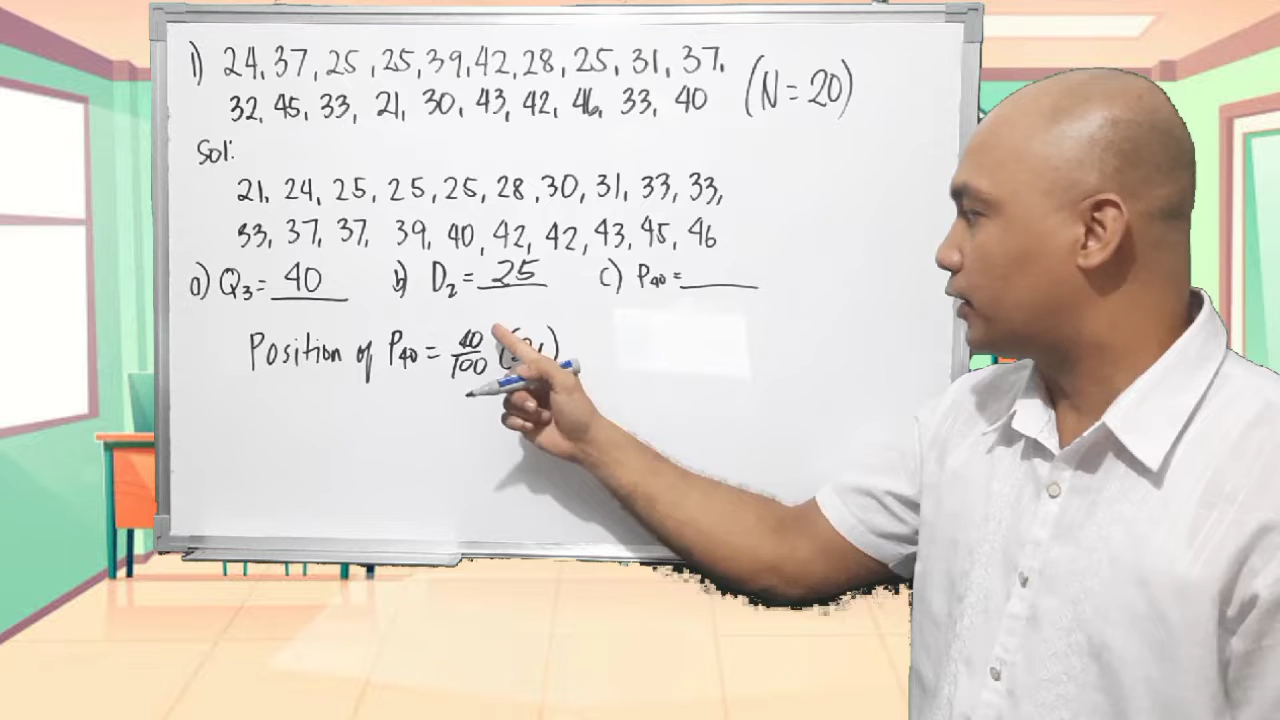 1) 24, 37, 25, 25, 39, 42, 28, 25, 31, 37,
32, 45, 33, 21, 30, 43, 42, 46, 33, 40 (N = 20)
Sol:
21, 24, 25, 25, 25, 28, 30, 31, 33, 33,
33, 37, 37, 39, 40, 42, 42, 43, 45, 46
a) Q3 = 40 b) D2 = 25 c) P40 =
Position of P40 = 40/100